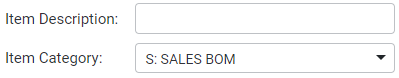 Item Description:
Item Category: S: SALES BOM